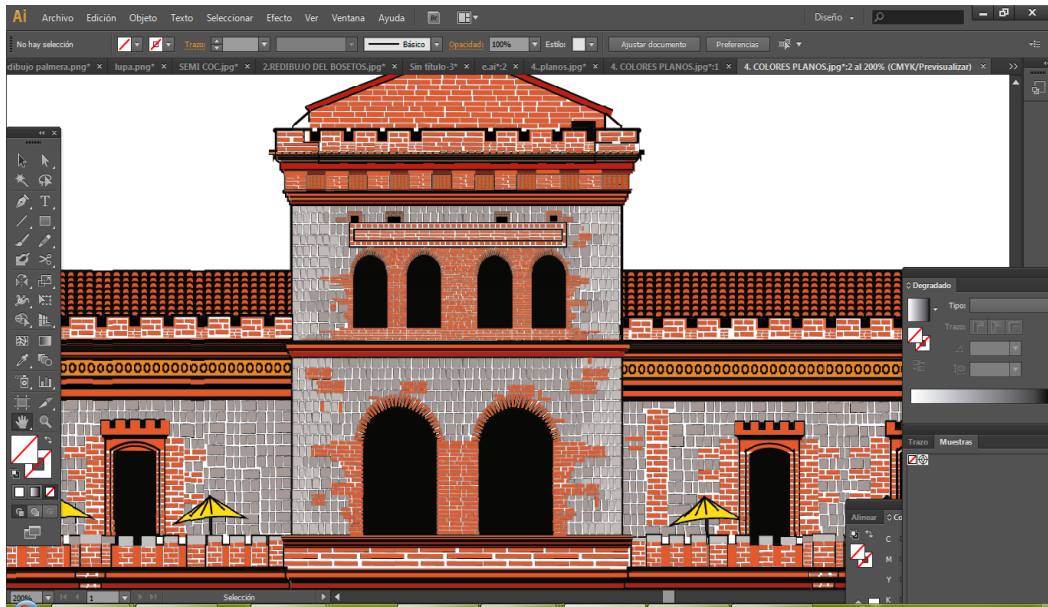 Ai Archivo Edición Objeto Texto Seleccionar Efecto Ver Ventana Ayuda Br Diseño
No hay selección Trazo: Básico Opacidad: 100% Estilo: Ajustar documento Preferencias
dibujo palmera.png* × lupa.png* × SEMI COC.jpg* × 2.REDIBUJO DEL BOSETOS.jpg* × Sin título-3* × e.ai*:2 × 4..planos.jpg* × 4. COLORES PLANOS.jpg*:1 × 4. COLORES PLANOS.jpg*:2 al 200% (CMYK/Previsualizar) ×
Degradado
Tipo:
Trazo:
Trazo Muestras
Alinear Co
C
M
Y
K
200% 1 Selección